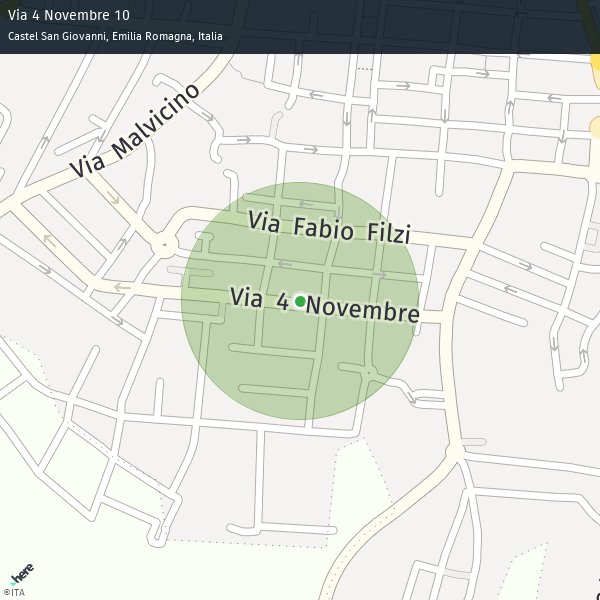 Via 4 Novembre 10
Castel San Giovanni, Emilia Romagna, Italia
Via Malvicino
Via Fabio Filzi
Via 4 Novembre
here
©ITA